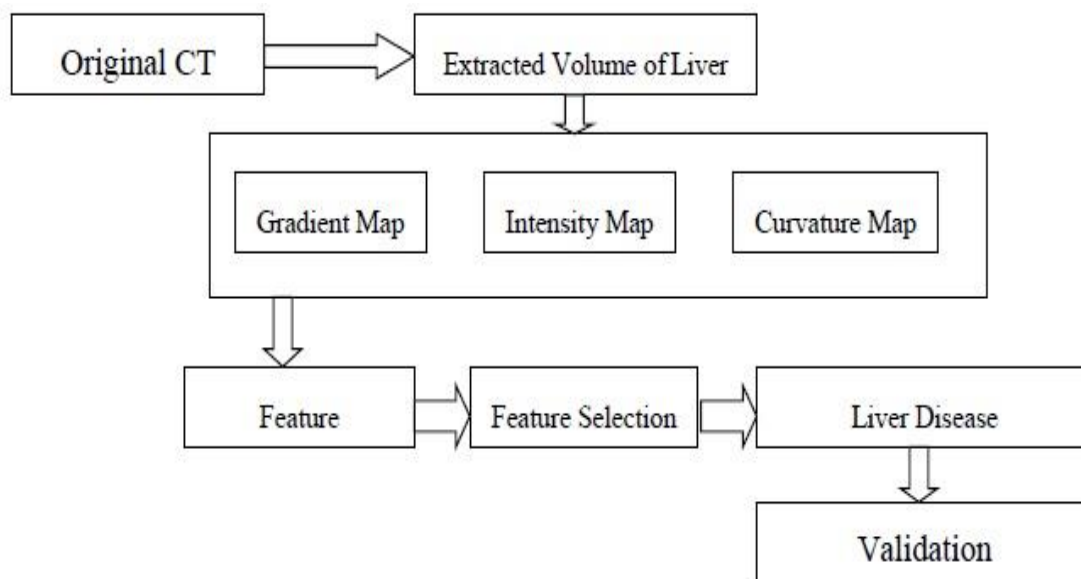 Original CT
Extracted Volume of Liver
Gradient Map
Intensity Map
Curvature Map
Feature
Feature Selection
Liver Disease
Validation